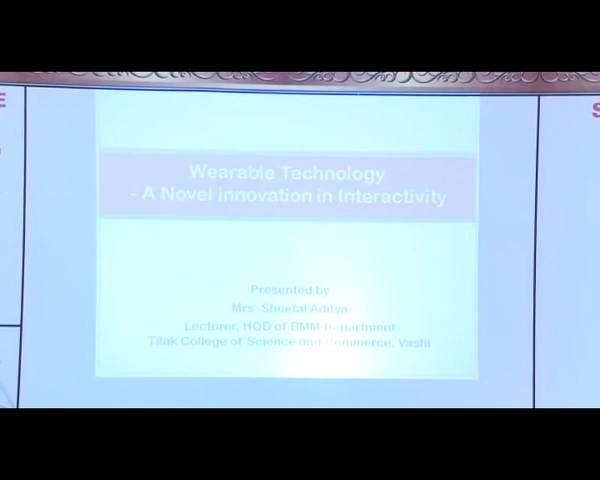 Wearable Technology
- A Novel innovation in Interactivity
Presented by
Mrs Sheetal Aditya
Lecturer, HOD of BMM Department
Tilak College of Science and Commerce, Vashi
E
S